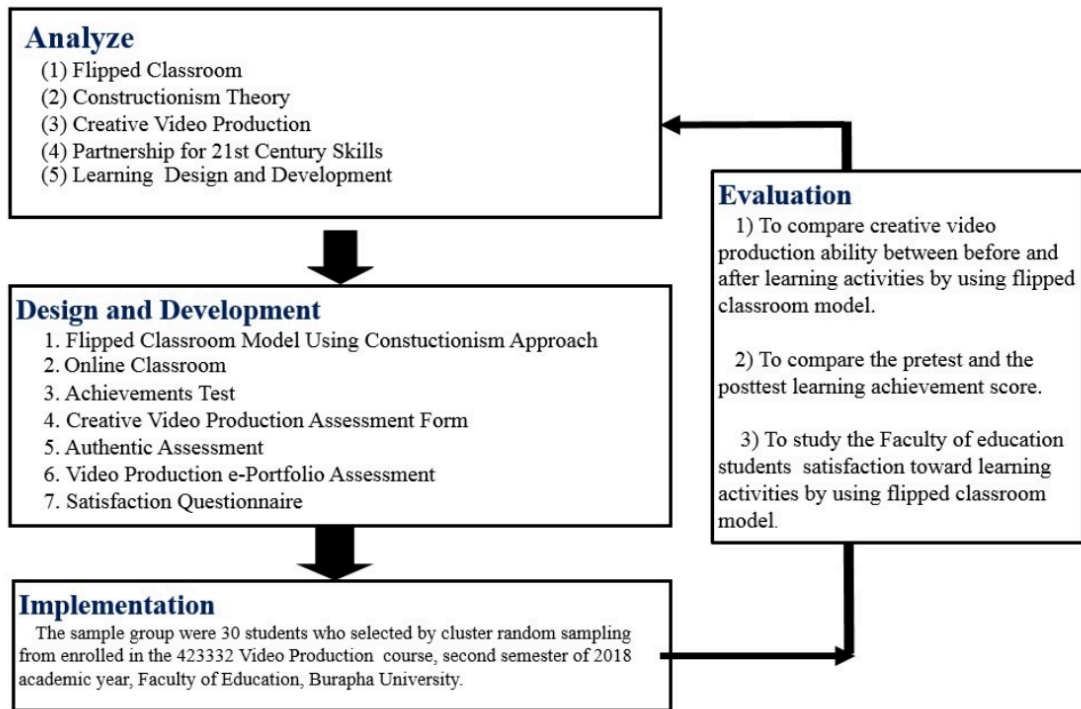 Analyze
(1) Flipped Classroom
(2) Constructionism Theory
(3) Creative Video Production
(4) Partnership for 21st Century Skills
(5) Learning Design and Development
Design and Development
1. Flipped Classroom Model Using Constuctionism Approach
2. Online Classroom
3. Achievements Test
4. Creative Video Production Assessment Form
5. Authentic Assessment
6. Video Production e-Portfolio Assessment
7. Satisfaction Questionnaire
Implementation
The sample group were 30 students who selected by cluster random sampling
from enrolled in the 423332 Video Production course, second semester of 2018
academic year, Faculty of Education, Burapha University.
Evaluation
1) To compare creative video
production ability between before and
after learning activities by using flipped
classroom model.
2) To compare the pretest and the
posttest learning achievement score.
3) To study the Faculty of education
students satisfaction toward learning
activities by using flipped classroom
model.